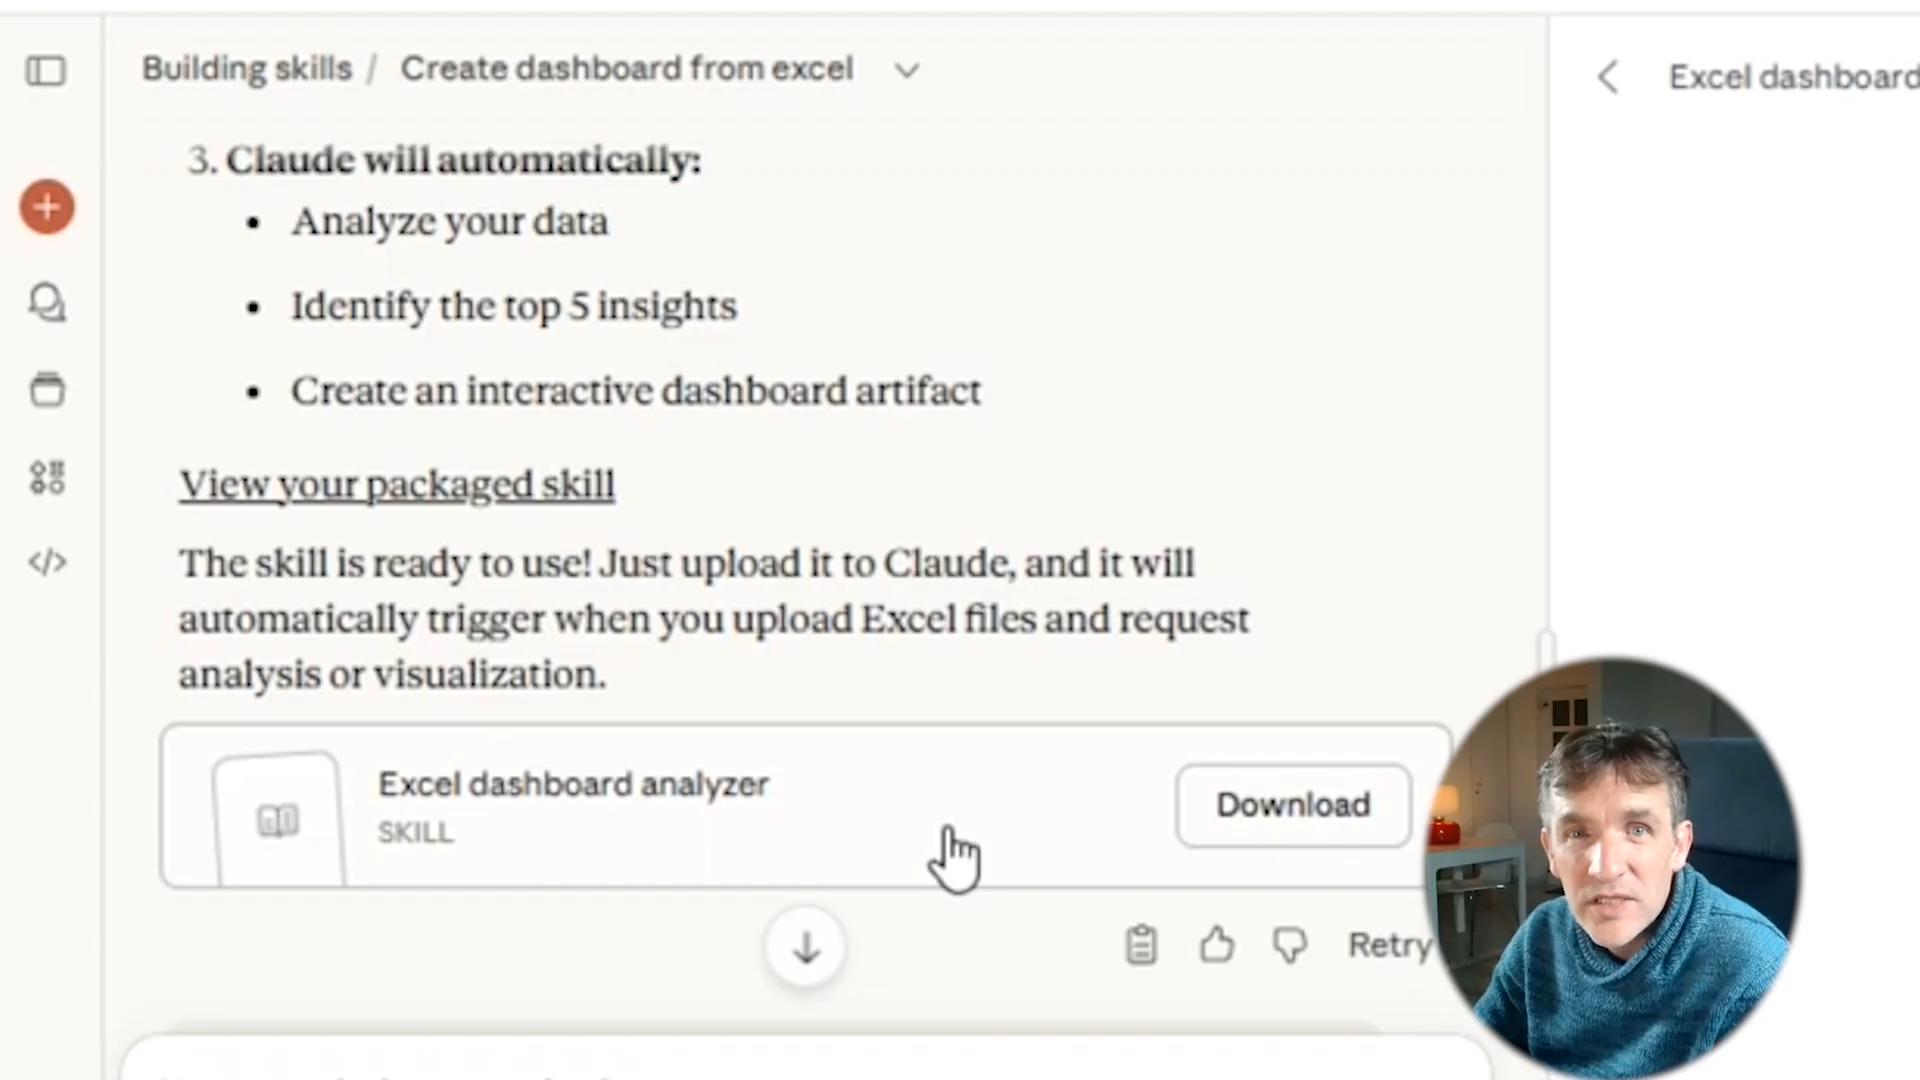 Building skills / Create dashboard from excel
Excel dashboard
3. Claude will automatically:
• Analyze your data
• Identify the top 5 insights
• Create an interactive dashboard artifact
View your packaged skill
The skill is ready to use! Just upload it to Claude, and it will
automatically trigger when you upload Excel files and request
analysis or visualization.
Excel dashboard analyzer
SKILL
Download
Retry